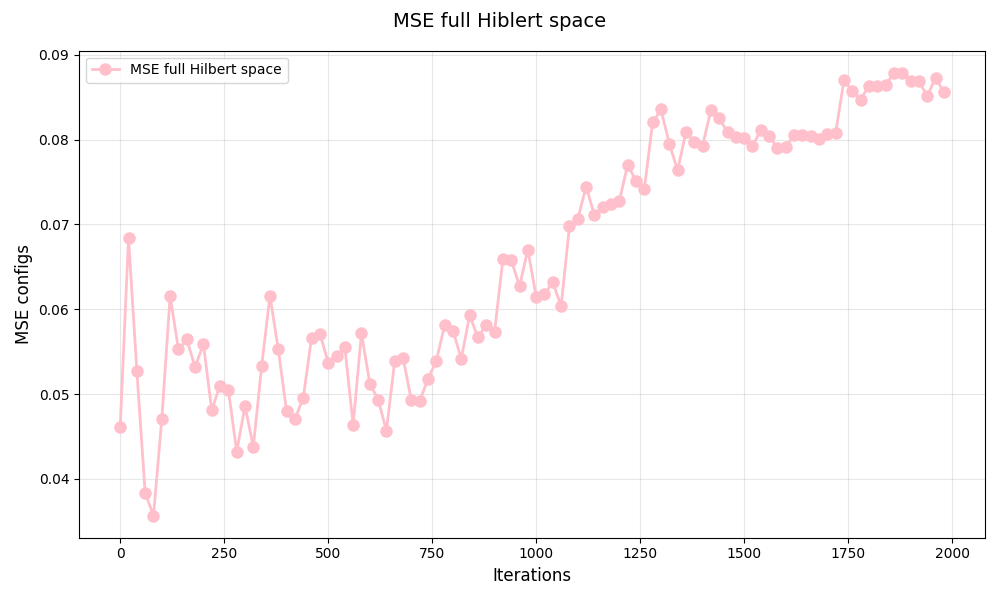 MSE full Hiblert space
MSE full Hilbert space
0.09
0.08
0.07
0.06
0.05
0.04
MSE configs
0 250 500 750 1000 1250 1500 1750 2000
Iterations